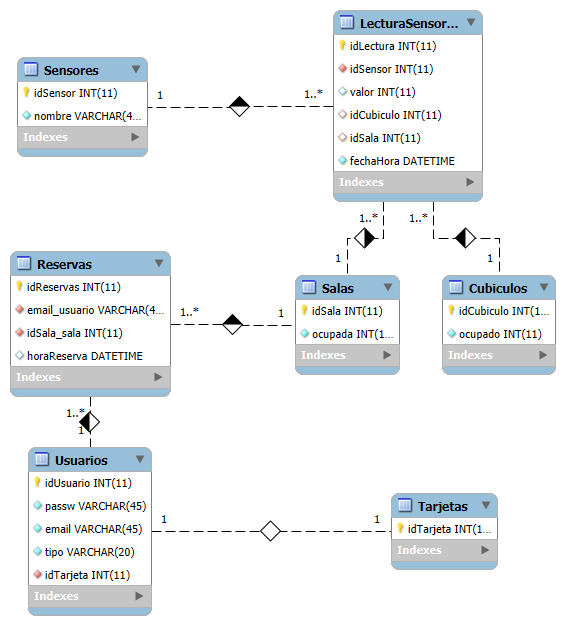 LecturaSensor...
idLectura INT(11)
idSensor INT(11)
valor INT(11)
idCubiculo INT(11)
idSala INT(11)
fechaHora DATETIME
Indexes
Sensores
idSensor INT(11)
nombre VARCHAR(4...
Indexes
1
1..*
1..*
1
1..*
1
Reservas
idReservas INT(11)
email_usuario VARCHAR(4...
idSala_sala INT(11)
horaReserva DATETIME
Indexes
1..*
1
Salas
idSala INT(11)
ocupada INT(1...
Indexes
Cubiculos
idCubiculo INT(1...
ocupado INT(11)
Indexes
1..*
1
Usuarios
idUsuario INT(11)
passw VARCHAR(45)
email VARCHAR(45)
tipo VARCHAR(20)
idTarjeta INT(11)
Indexes
1
1
Tarjetas
idTarjeta INT(1...
Indexes